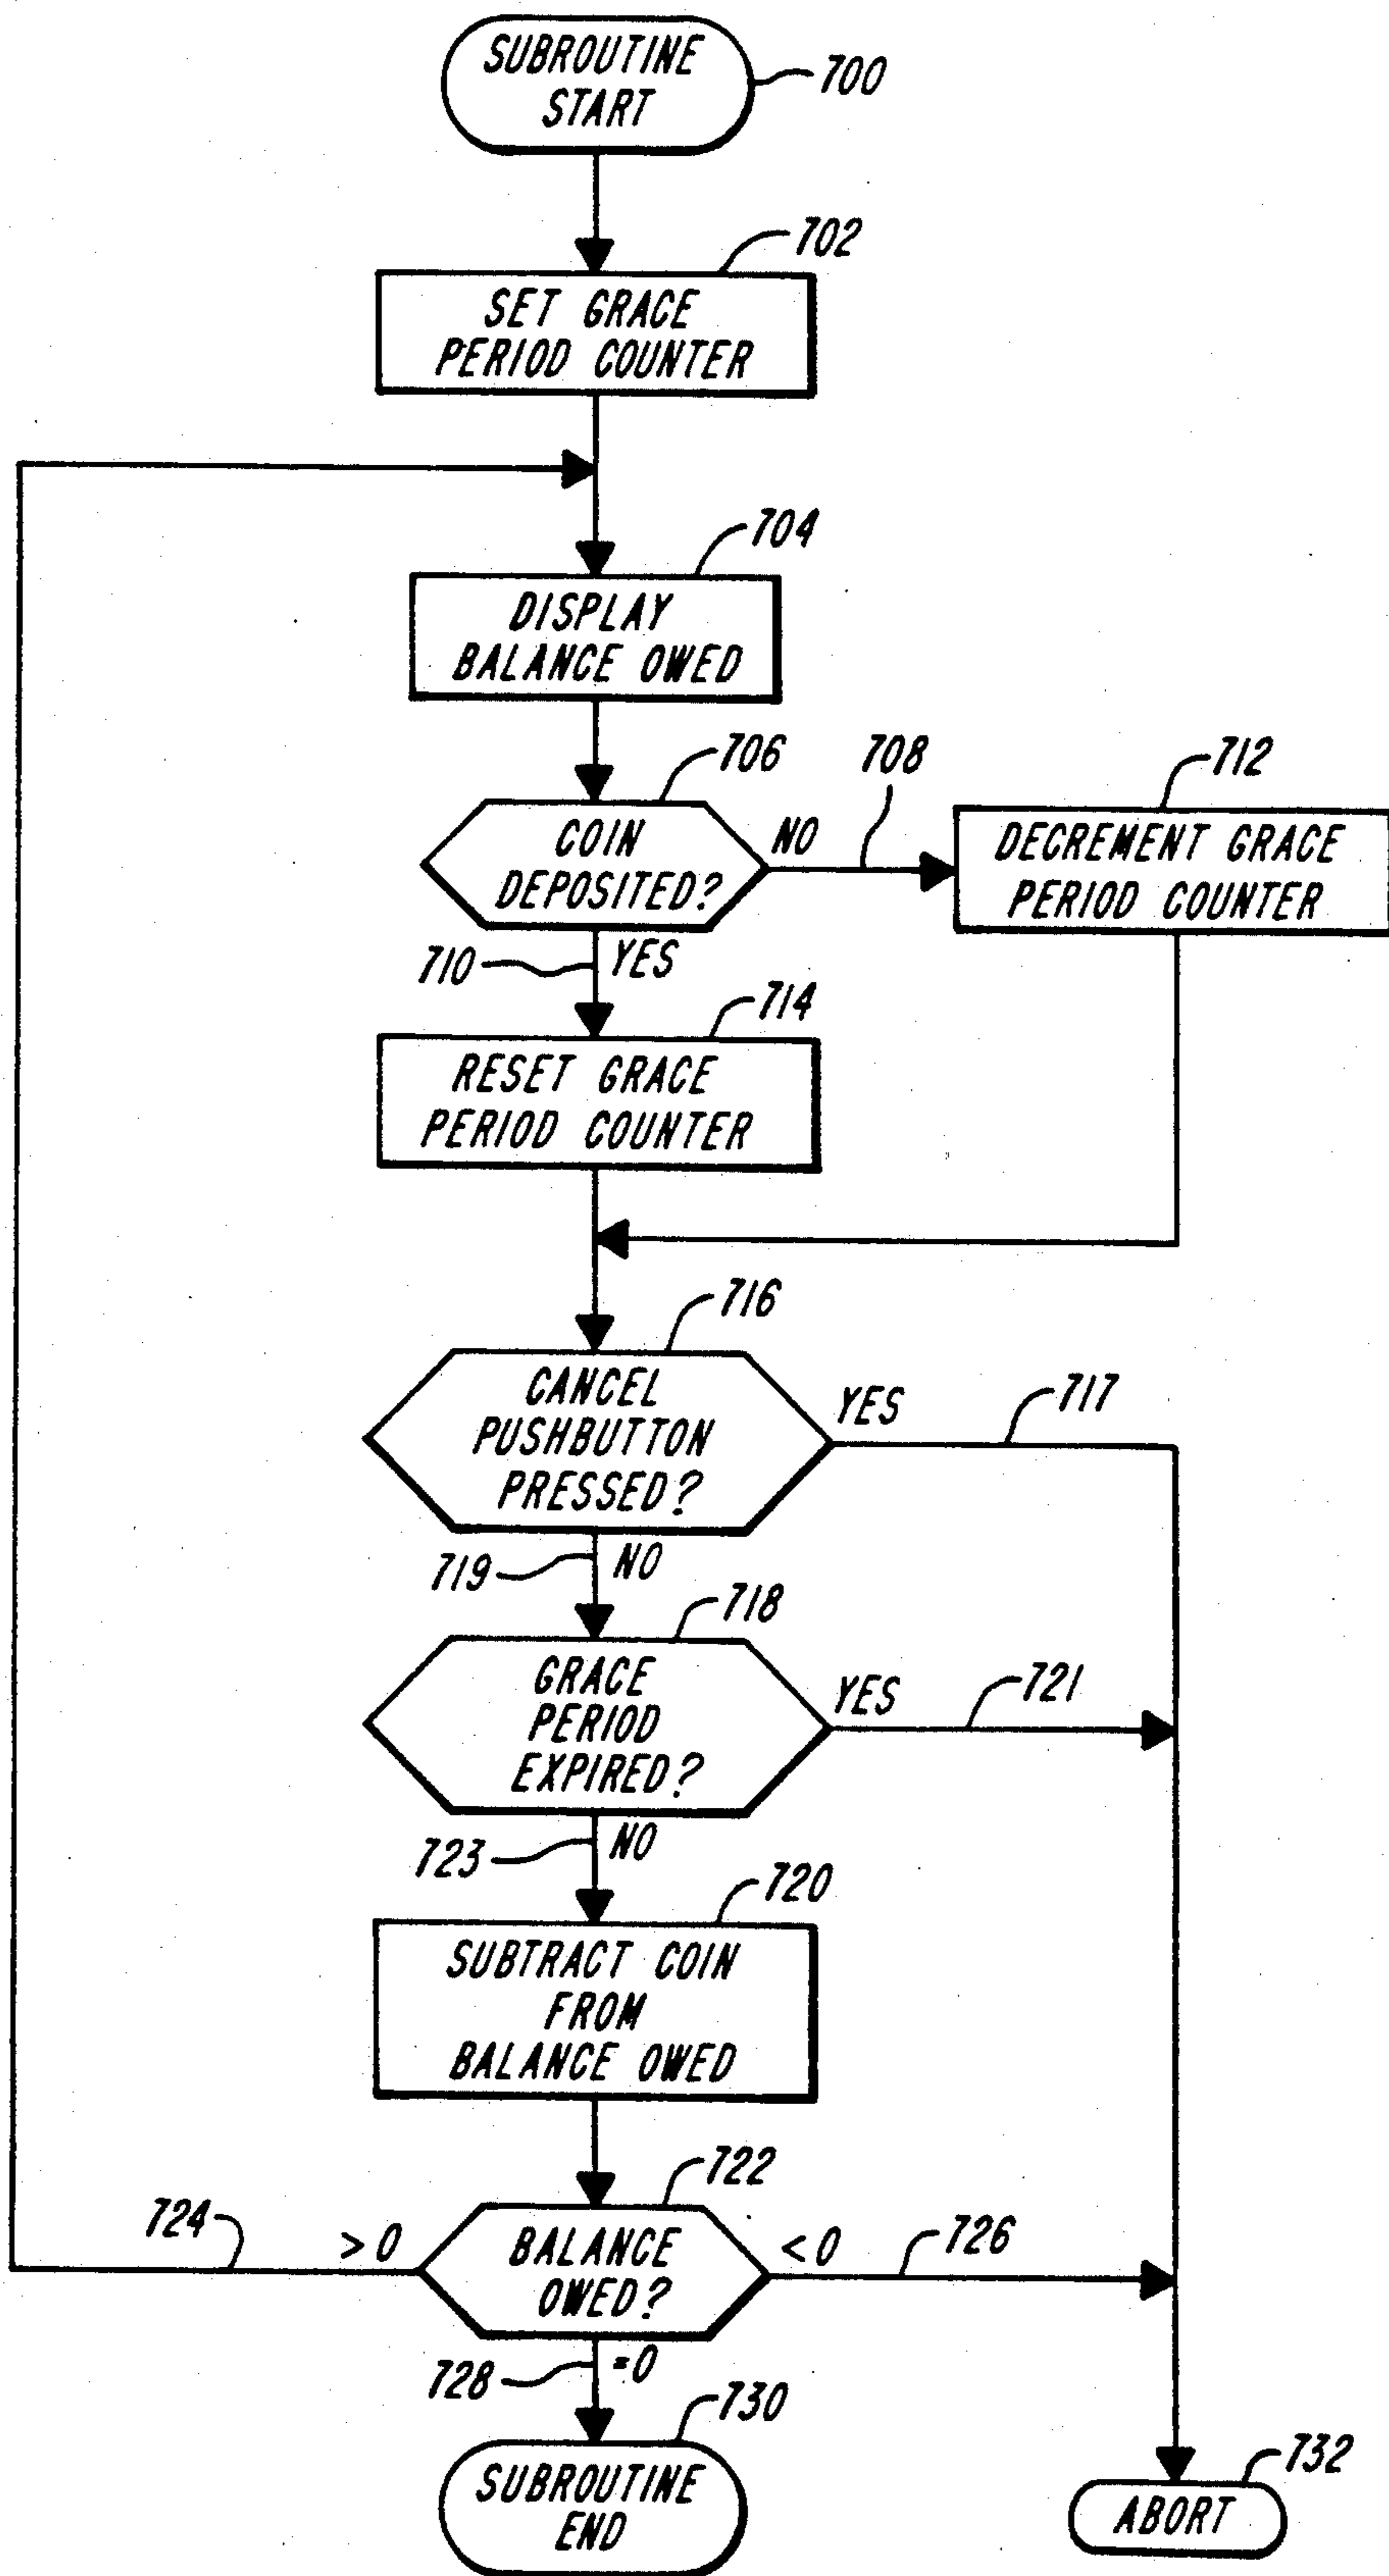 SUBROUTINE
START
700
702
SET GRACE
PERIOD COUNTER
704
DISPLAY
BALANCE OWED
706
708
712
COIN
DEPOSITED?
NO
DECREMENT GRACE
PERIOD COUNTER
710
YES
714
RESET GRACE
PERIOD COUNTER
716
CANCEL
PUSHBUTTON
PRESSED?
YES
717
719
NO
718
GRACE
PERIOD
EXPIRED?
YES
721
723
NO
720
SUBTRACT COIN
FROM
BALANCE OWED
722
724
>0
BALANCE
OWED?
<0
726
728
=0
730
SUBROUTINE
END
732
ABORT